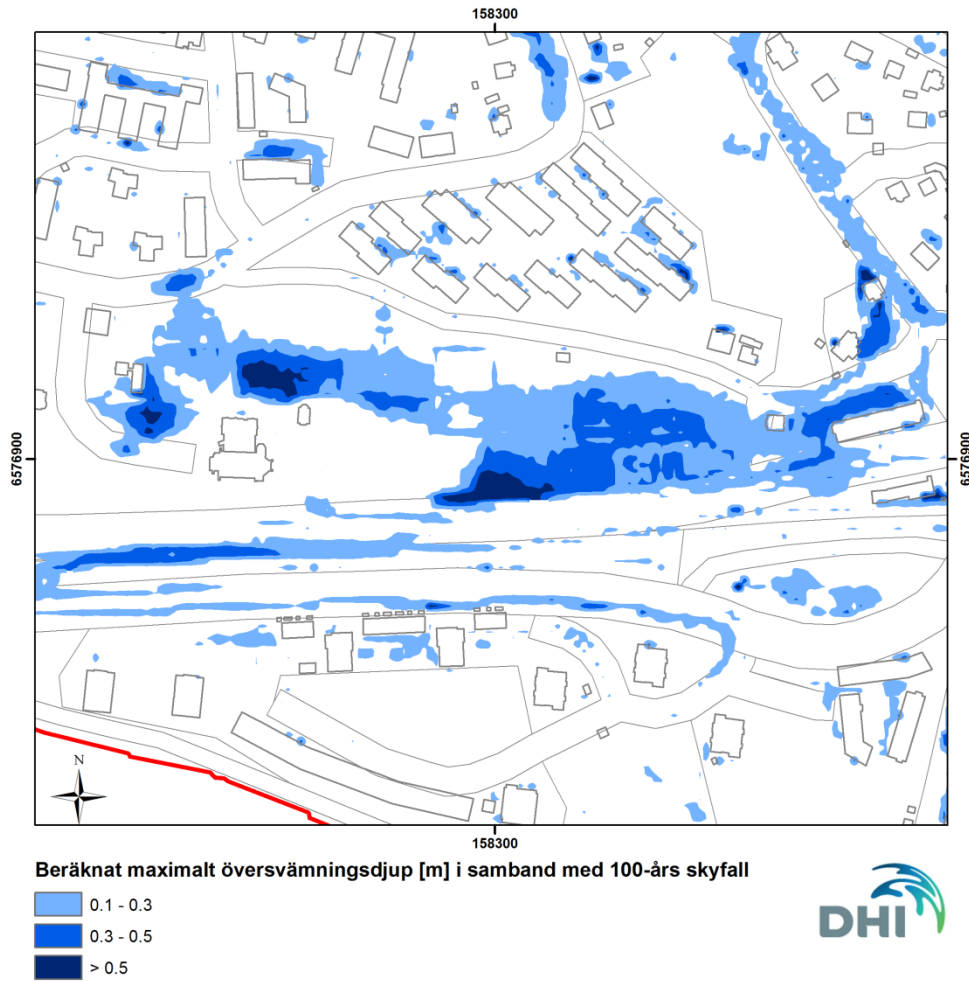 158300
6576900
6576900
N
158300
Beräknat maximalt översvämningsdjup [m] i samband med 100-års skyfall
0.1 - 0.3
0.3 - 0.5
> 0.5
DHI